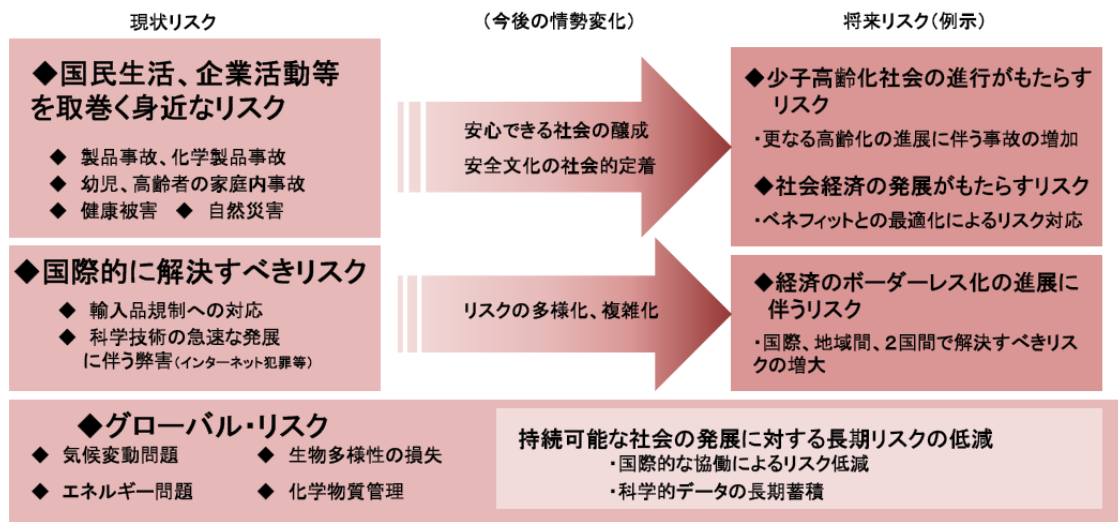 現状リスク
（今後の情勢変化）
将来リスク（例示）
◆国民生活、企業活動等
を取巻く身近なリスク
◆ 製品事故、化学製品事故
◆ 幼児、高齢者の家庭内事故
◆ 健康被害 ◆ 自然災害
安心できる社会の醸成
安全文化の社会的定着
◆少子高齢化社会の進行がもたらす
リスク
・更なる高齢化の進展に伴う事故の増加
◆社会経済の発展がもたらすリスク
・ベネフィットとの最適化によるリスク対応
◆国際的に解決すべきリスク
◆ 輸入品規制への対応
◆ 科学技術の急速な発展
に伴う弊害（インターネット犯罪等）
リスクの多様化、複雑化
◆経済のボーダーレス化の進展に
伴うリスク
・国際、地域間、２国間で解決すべきリス
クの増大
◆グローバル・リスク
◆ 気候変動問題 ◆ 生物多様性の損失
◆ エネルギー問題 ◆ 化学物質管理
持続可能な社会の発展に対する長期リスクの低減
・国際的な協働によるリスク低減
・科学的データの長期蓄積